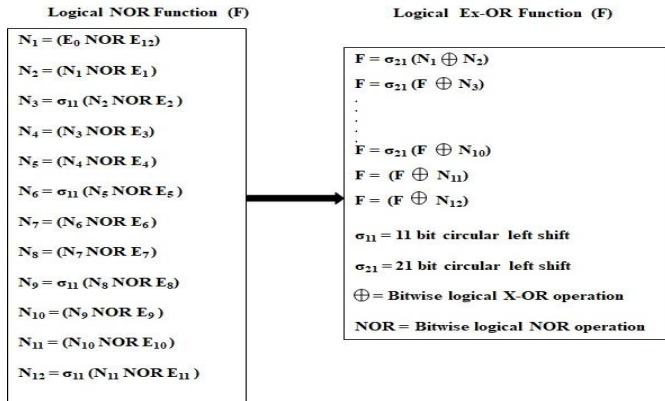 Logical NOR Function (F)
N₁ = (E₀ NOR E₁₂)
N₂ = (N₁ NOR E₁)
N₃ = σ₁₁ (N₂ NOR E₂ )
N₄ = (N₃ NOR E₃)
N₅ = (N₄ NOR E₄)
N₆ = σ₁₁ (N₅ NOR E₅ )
N₇ = (N₆ NOR E₆)
N₈ = (N₇ NOR E₇)
N₉ = σ₁₁ (N₈ NOR E₈)
N₁₀ = (N₉ NOR E₉ )
N₁₁ = (N₁₀ NOR E₁₀)
N₁₂ = σ₁₁ (N₁₁ NOR E₁₁ )
Logical Ex-OR Function (F)
F = σ₂₁ (N₁ ⊕ N₂)
F = σ₂₁ (F ⊕ N₃)
.
.
.
.
.
F = σ₂₁ (F ⊕ N₁₀)
F = (F ⊕ N₁₁)
F = (F ⊕ N₁₂)
σ₁₁ = 11 bit circular left shift
σ₂₁ = 21 bit circular left shift
⊕ = Bitwise logical X-OR operation
NOR = Bitwise logical NOR operation